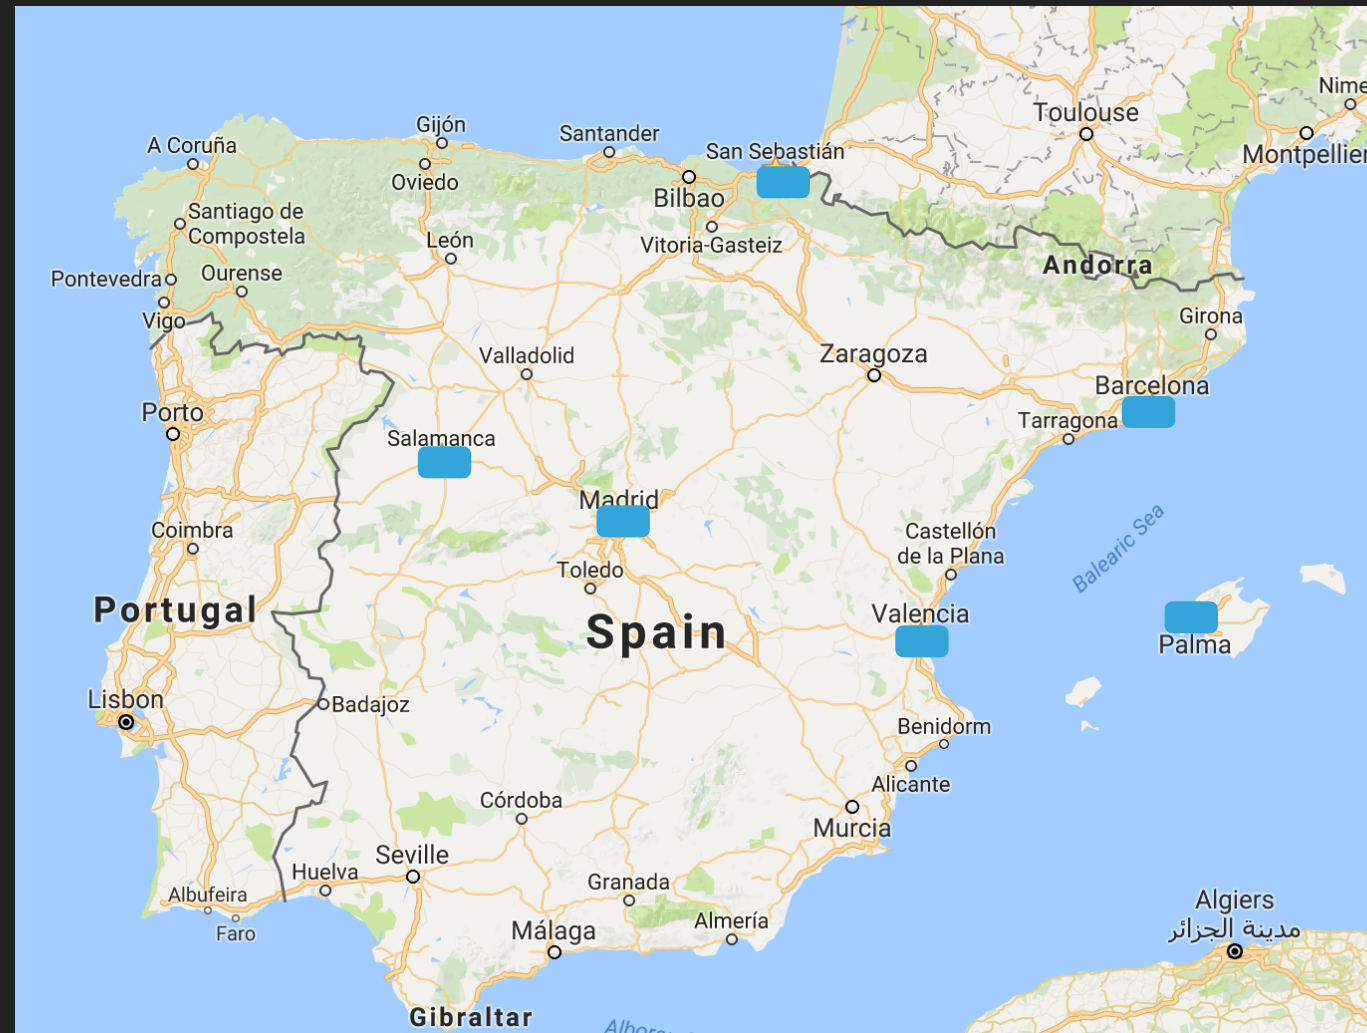 Nime
Toulouse
Gijón
Santander
A Coruña
San Sebastián
Montpellier
Oviedo
Bilbao
Santiago de
Compostela
León
Vitoria-Gasteiz
Andorra
Pontevedra
Ourense
Vigo
Girona
Valladolid
Zaragoza
Barcelona
Porto
Tarragona
Salamanca
Madrid
Coimbra
Castellón
de la Plana
Balearic Sea
Toledo
Portugal
Valencia
Spain
Palma
Lisbon
Badajoz
Benidorm
Alicante
Córdoba
Murcia
Seville
Huelva
Granada
Albufeira
Algiers
مدينة الجزائر
Almería
Málaga
Faro
Gibraltar
Albora